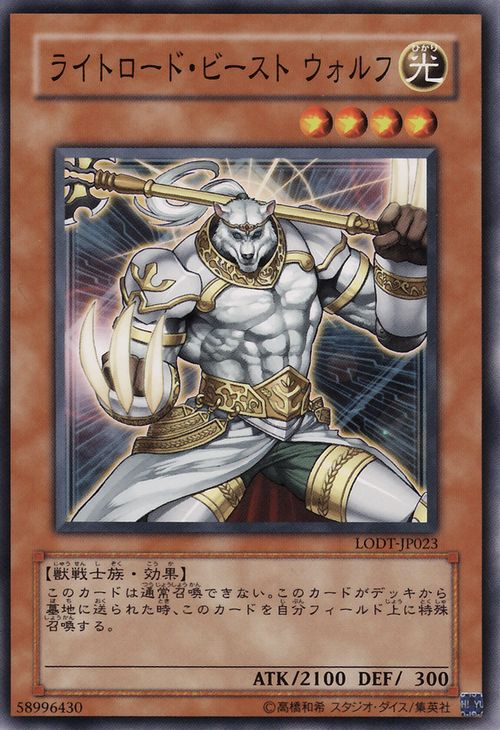 ライトロード・ビースト ウォルフ
光
LODT-JP023
【獣戦士族・効果】
このカードは通常召喚できない。このカードがデッキから
墓地に送られた時、このカードを自分フィールド上に特殊
召喚する。
ATK/2100 DEF/ 300
58996430
©高橋和希 スタジオ・ダイス/集英社